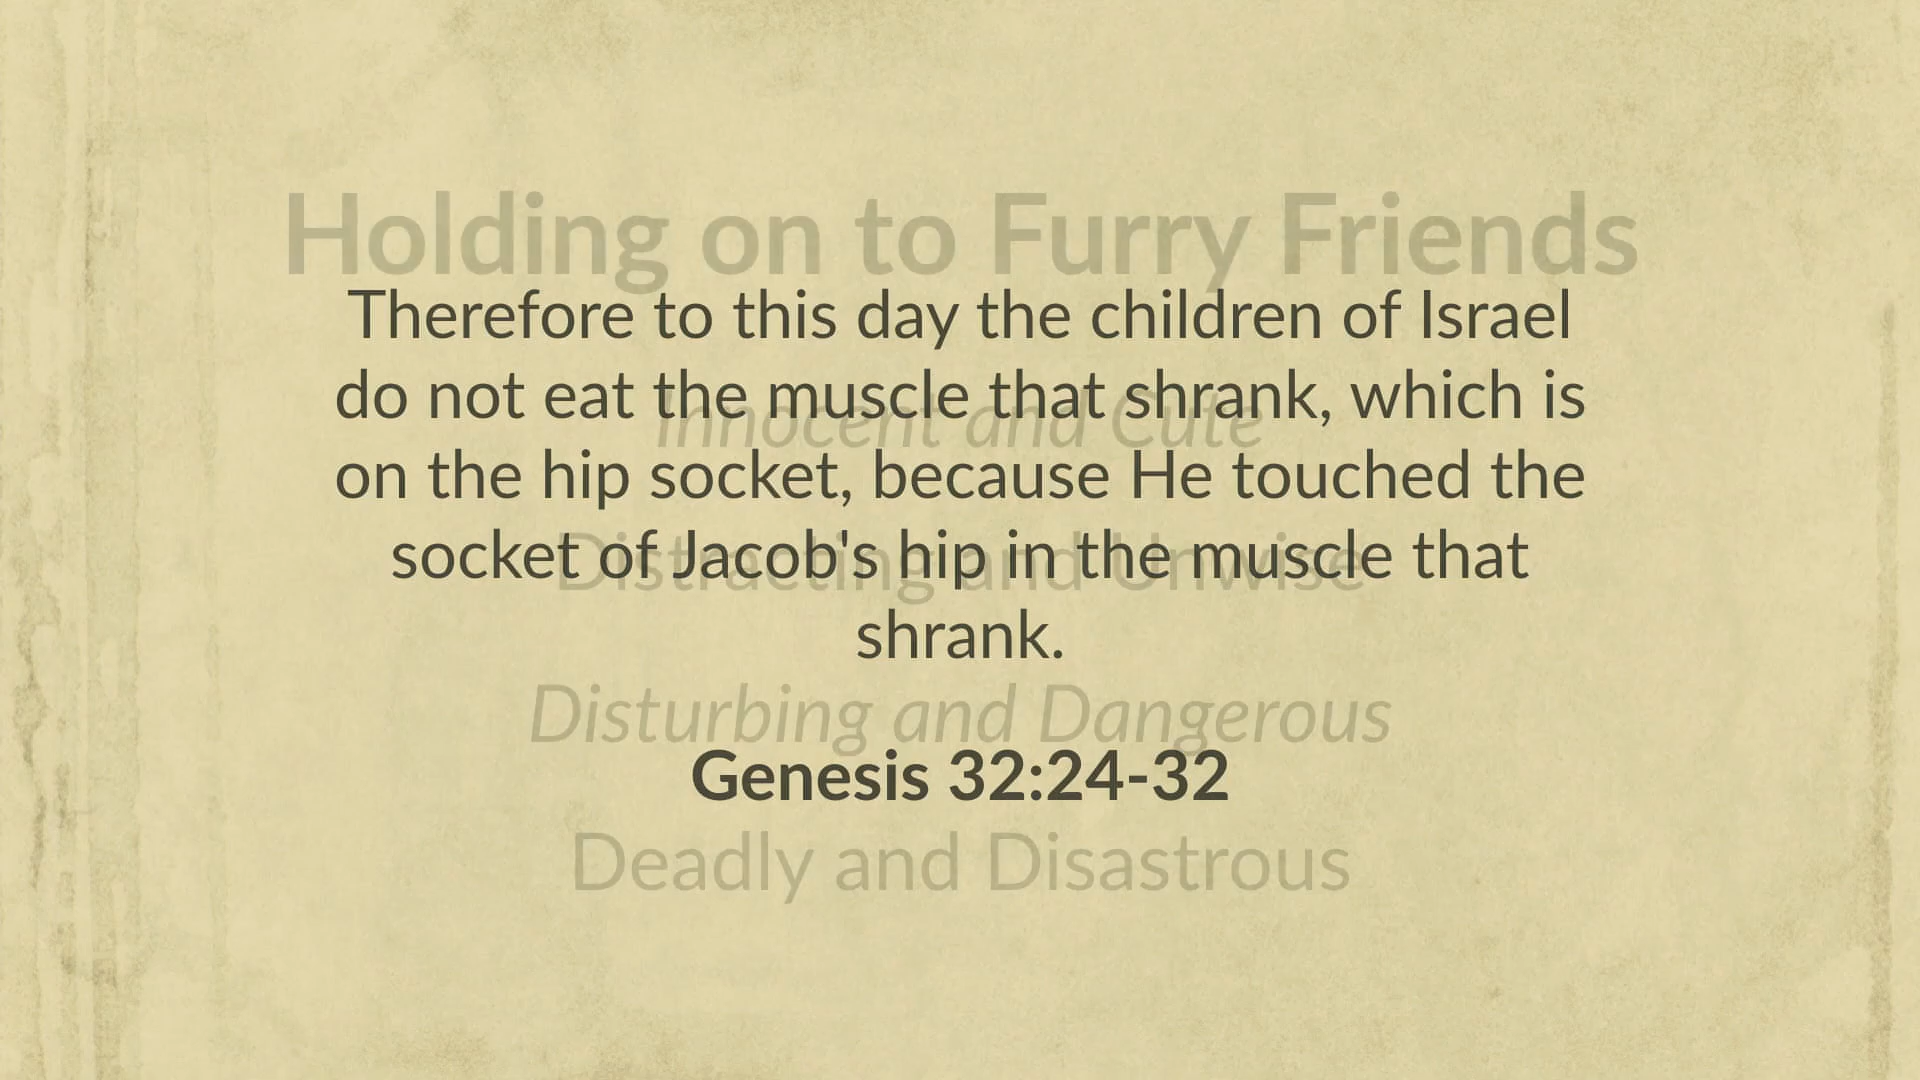 Holding on to Furry Friends
Therefore to this day the children of Israel
do not eat the muscle that shrank, which is
Innocent and Cute
on the hip socket, because He touched the
socket of Jacob's hip in the muscle that
Distracting and Unwise
shrank.
Disturbing and Dangerous
Genesis 32:24-32
Deadly and Disastrous